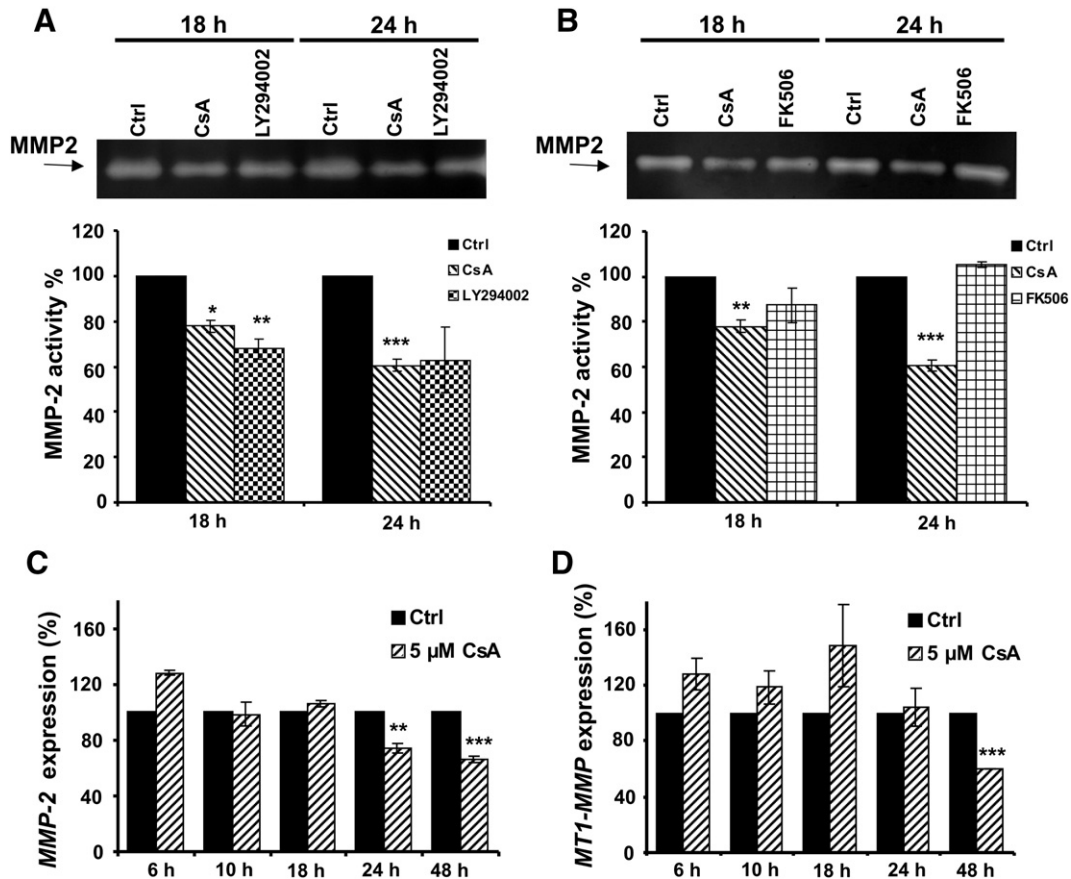 A
18 h 24 h
Ctrl CsA LY294002 Ctrl CsA LY294002
MMP2
MMP-2 activity %
120
100
80
60
40
20
0
Ctrl
CsA
LY294002
* ** ***
18 h 24 h
B
18 h 24 h
Ctrl CsA FK506 Ctrl CsA FK506
MMP2
MMP-2 activity %
120
100
80
60
40
20
0
Ctrl
CsA
FK506
** ***
18 h 24 h
C
MMP-2 expression (%)
160
120
80
40
0
Ctrl
5 µM CsA
** ***
6 h 10 h 18 h 24 h 48 h
D
MT1-MMP expression (%)
160
120
80
40
0
Ctrl
5 µM CsA
***
6 h 10 h 18 h 24 h 48 h